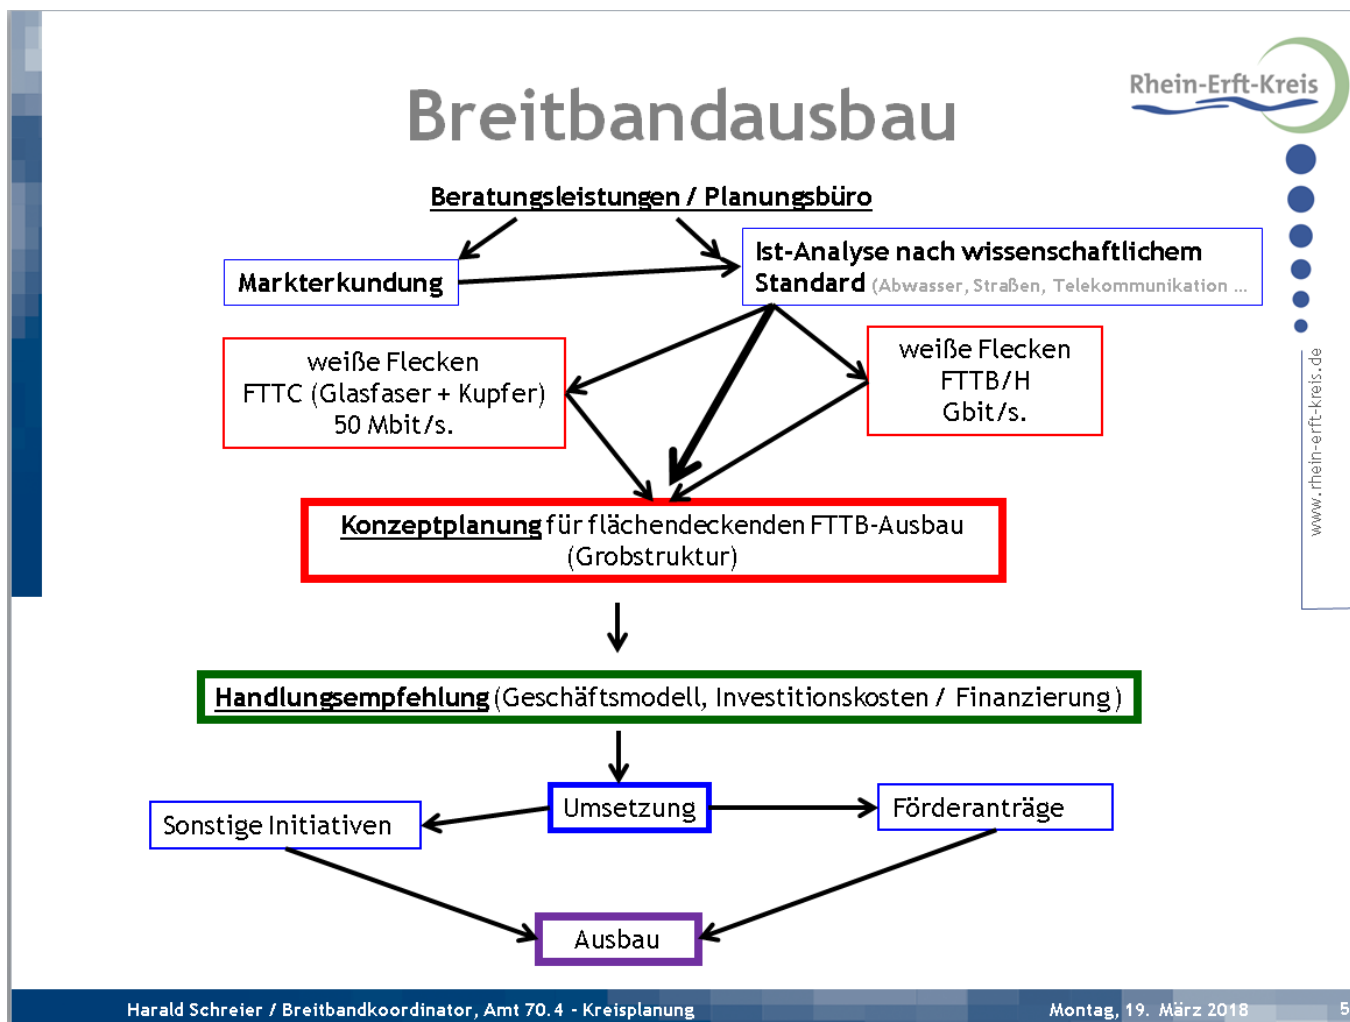 Rhein-Erft-Kreis
Breitbandausbau
Beratungsleistungen / Planungsbüro
Markterkundung
Ist-Analyse nach wissenschaftlichem
Standard (Abwasser, Straßen, Telekommunikation ...
weiße Flecken
FTTC (Glasfaser + Kupfer)
50 Mbit/s.
weiße Flecken
FTTB/H
Gbit/s.
www.rhein-erft-kreis.de
Konzeptplanung für flächendeckenden FTTB-Ausbau
(Grobstruktur)
Handlungsempfehlung (Geschäftsmodell, Investitionskosten / Finanzierung)
Sonstige Initiativen
Umsetzung
Förderanträge
Ausbau
Harald Schreier / Breitbandkoordinator, Amt 70.4 - Kreisplanung
Montag, 19. März 2018
5